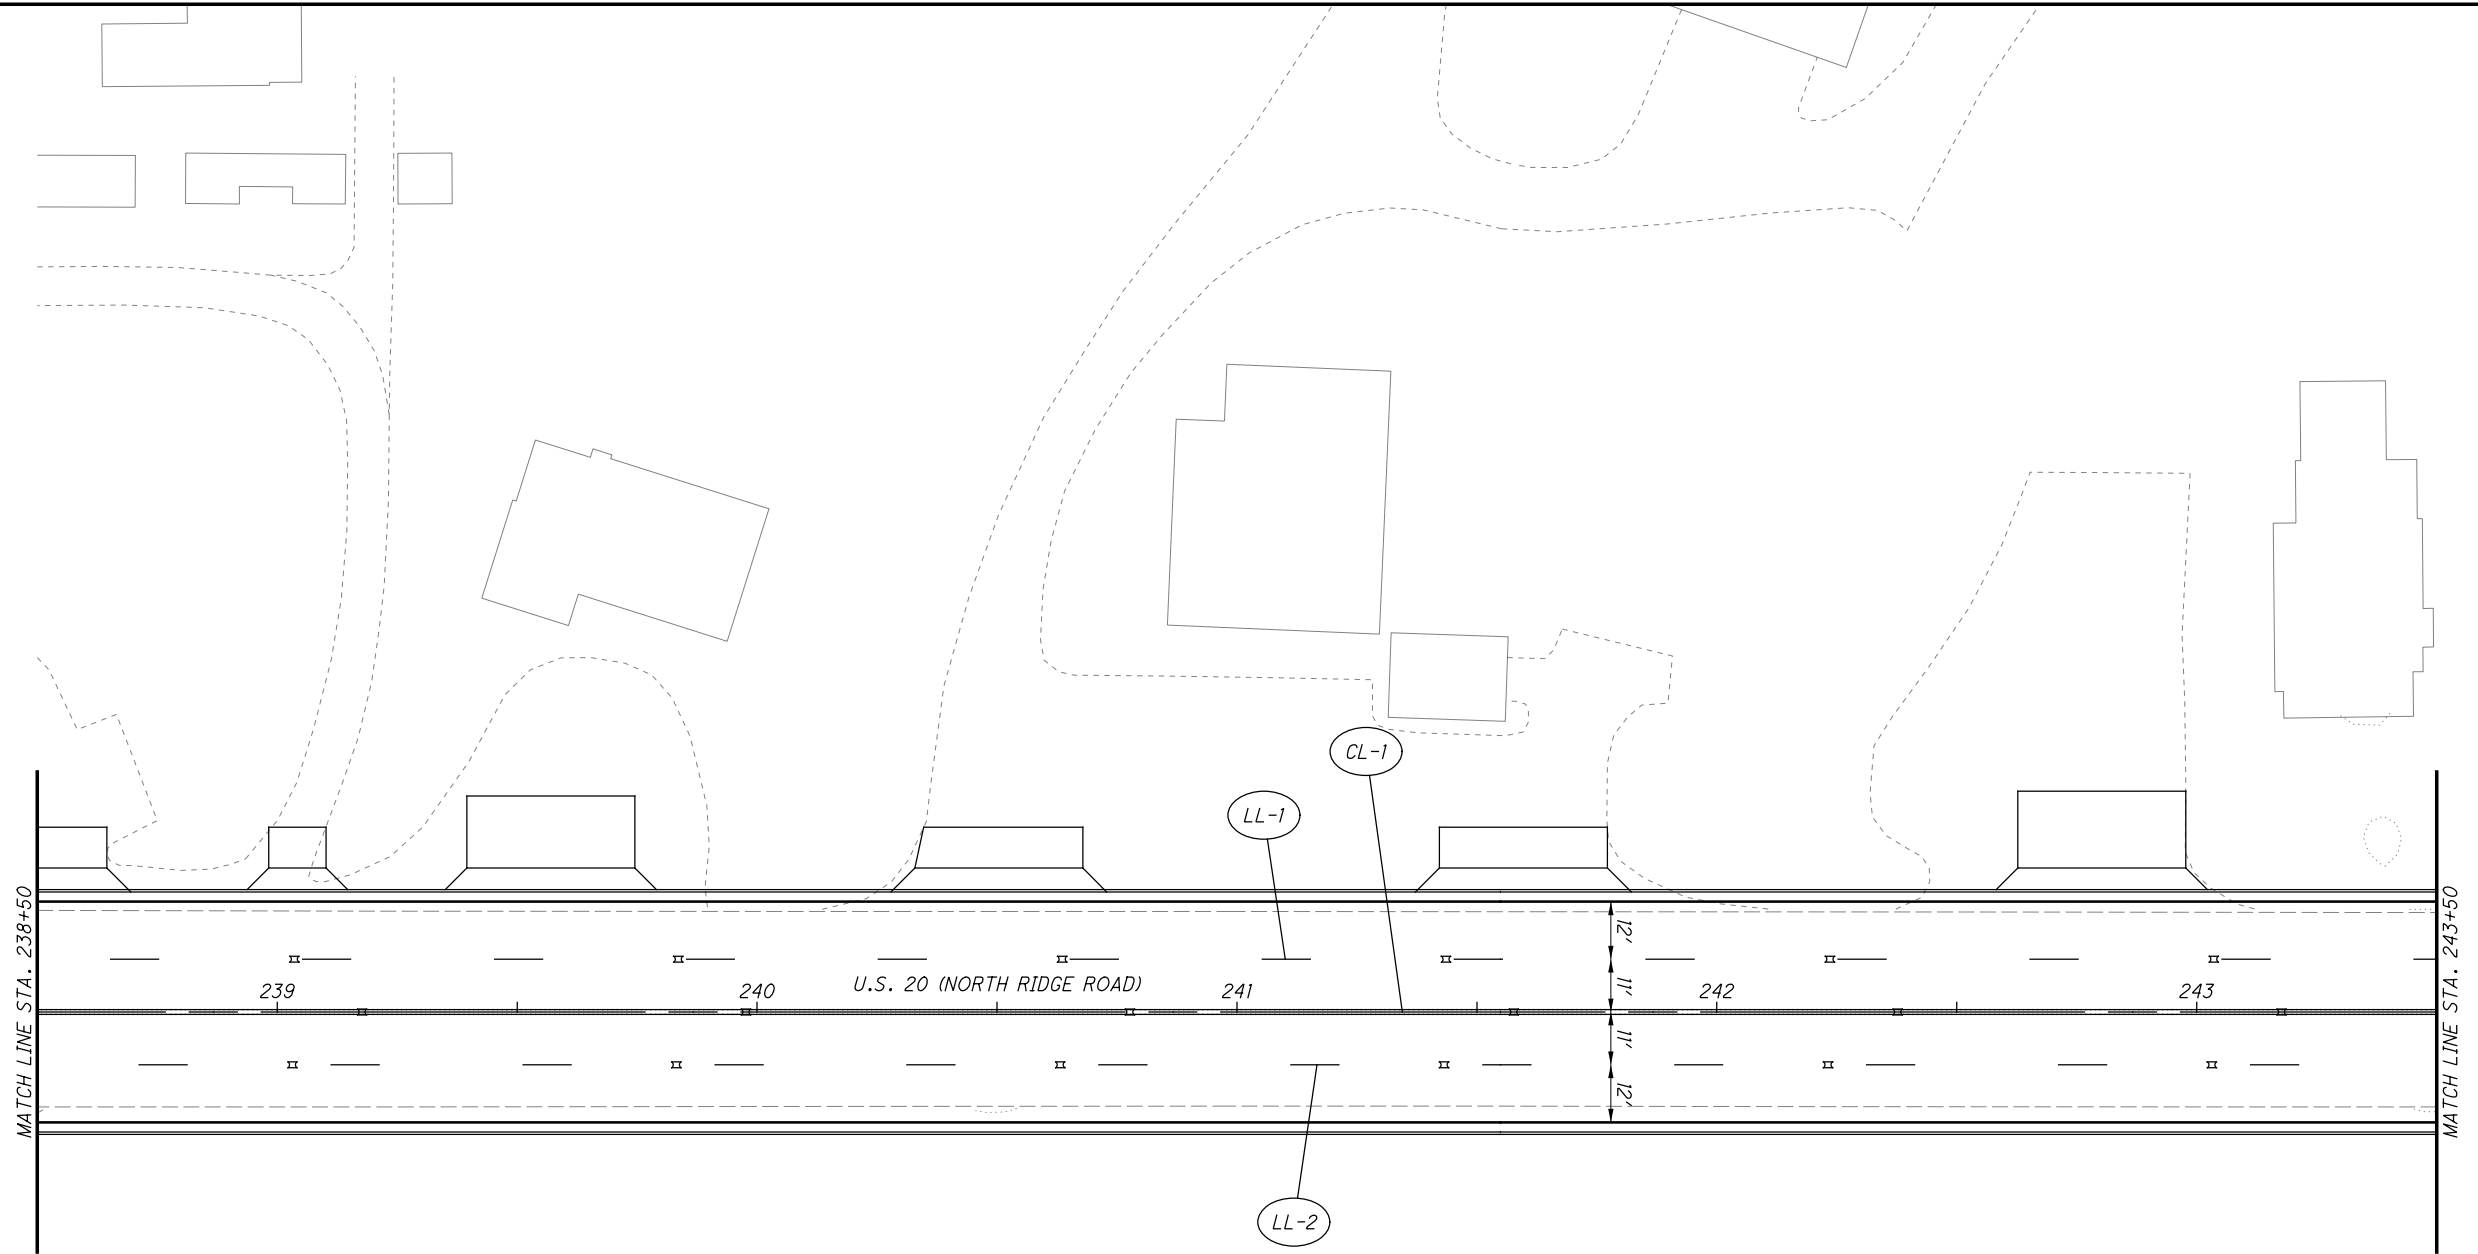 CL-1
LL-1
MATCH LINE STA. 238+50
MATCH LINE STA. 243+50
12'
U.S. 20 (NORTH RIDGE ROAD)
11'
239
240
241
242
243
11'
12'
LL-2